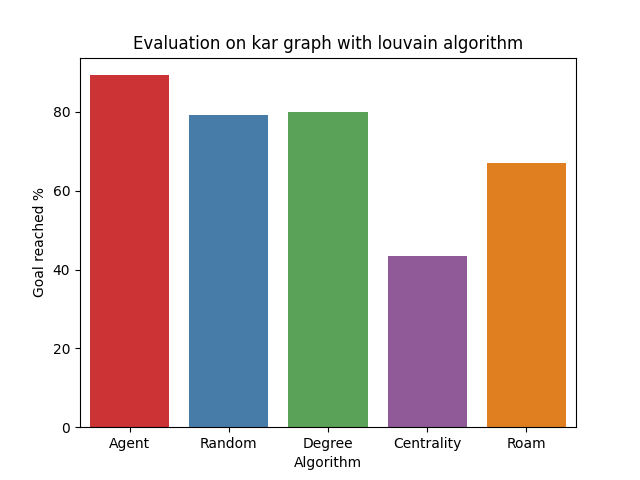 Evaluation on kar graph with louvain algorithm
Goal reached %
80
60
40
20
0
Agent Random Degree Centrality Roam
Algorithm